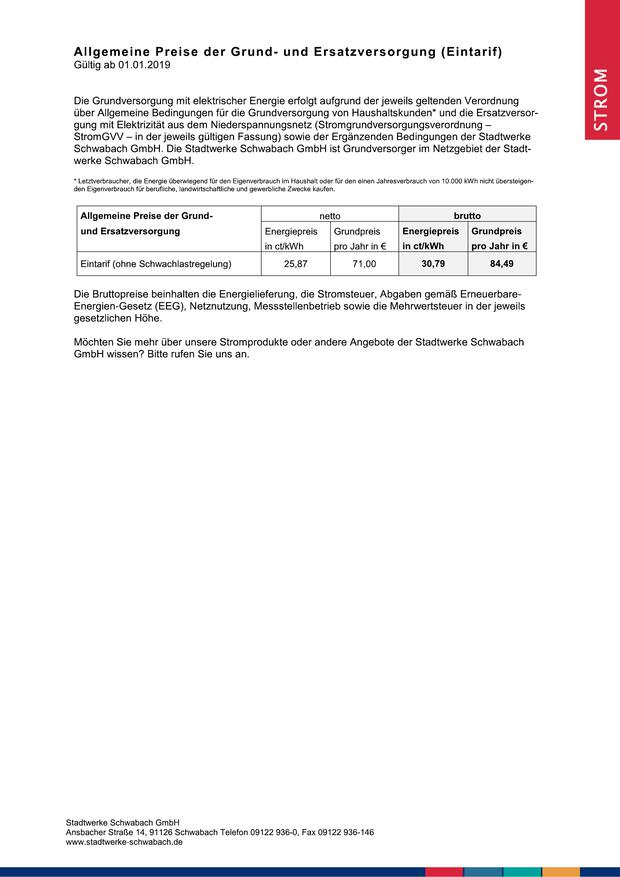 Allgemeine Preise der Grund- und Ersatzversorgung (Eintarif)
Gültig ab 01.01.2019
STROM
Die Grundversorgung mit elektrischer Energie erfolgt aufgrund der jeweils geltenden Verordnung
über Allgemeine Bedingungen für die Grundversorgung von Haushaltskunden* und die Ersatzversor-
gung mit Elektrizität aus dem Niederspannungsnetz (Stromgrundversorgungsverordnung –
StromGVV – in der jeweils gültigen Fassung) sowie der Ergänzenden Bedingungen der Stadtwerke
Schwabach GmbH. Die Stadtwerke Schwabach GmbH ist Grundversorger im Netzgebiet der Stadt-
werke Schwabach GmbH.
* Letztverbraucher, die Energie überwiegend für den Eigenverbrauch im Haushalt oder für den einen Jahresverbrauch von 10.000 kWh nicht übersteigen-
den Eigenverbrauch für berufliche, landwirtschaftliche und gewerbliche Zwecke kaufen.
Allgemeine Preise der Grund- netto brutto
und Ersatzversorgung Energiepreis Grundpreis Energiepreis Grundpreis
in ct/kWh pro Jahr in € in ct/kWh pro Jahr in €
Eintarif (ohne Schwachlastregelung) 25,87 71,00 30,79 84,49
Die Bruttopreise beinhalten die Energielieferung, die Stromsteuer, Abgaben gemäß Erneuerbare-
Energien-Gesetz (EEG), Netznutzung, Messstellenbetrieb sowie die Mehrwertsteuer in der jeweils
gesetzlichen Höhe.
Möchten Sie mehr über unsere Stromprodukte oder andere Angebote der Stadtwerke Schwabach
GmbH wissen? Bitte rufen Sie uns an.
Stadtwerke Schwabach GmbH
Ansbacher Straße 14, 91126 Schwabach Telefon 09122 936-0, Fax 09122 936-146
www.stadtwerke-schwabach.de